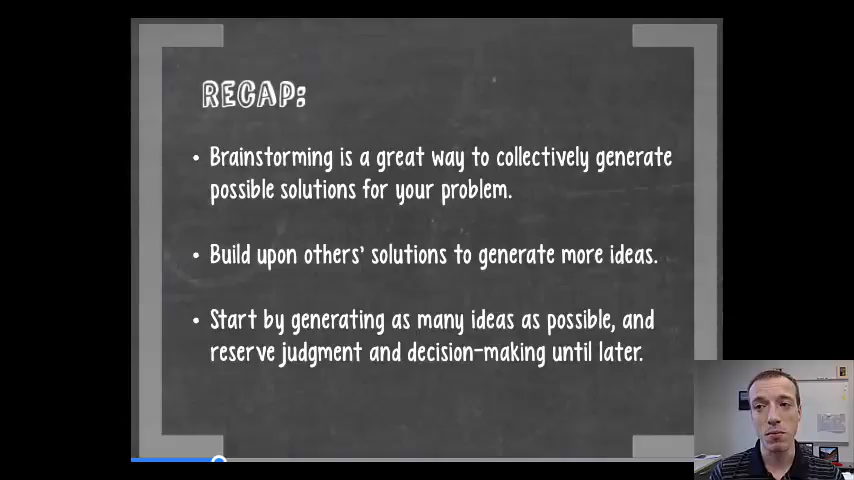 RECAP:
• Brainstorming is a great way to collectively generate
possible solutions for your problem.
• Build upon others' solutions to generate more ideas.
• Start by generating as many ideas as possible, and
reserve judgment and decision-making until later.